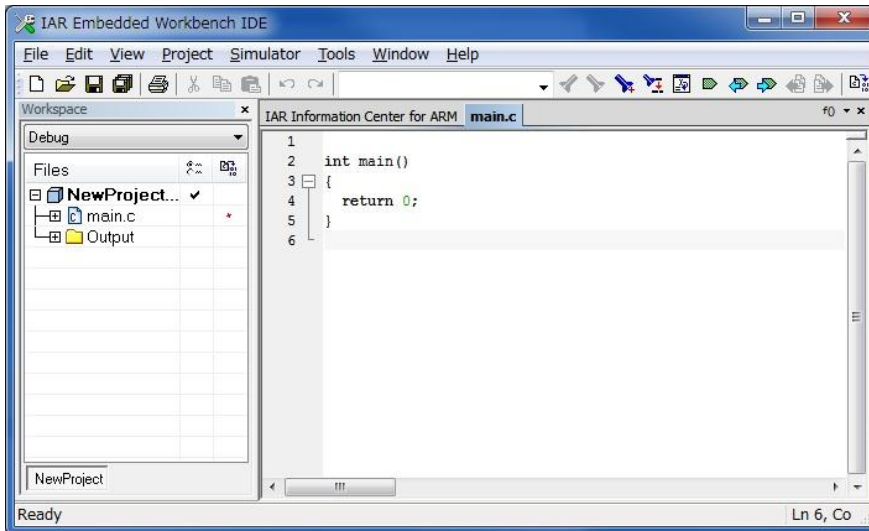 IAR Embedded Workbench IDE
File Edit View Project Simulator Tools Window Help
Workspace
Debug
Files
NewProject...
main.c
Output
NewProject
IAR Information Center for ARM main.c
f()
1
2 int main()
3 {
4 return 0;
5 }
6
Ready
Ln 6, Co